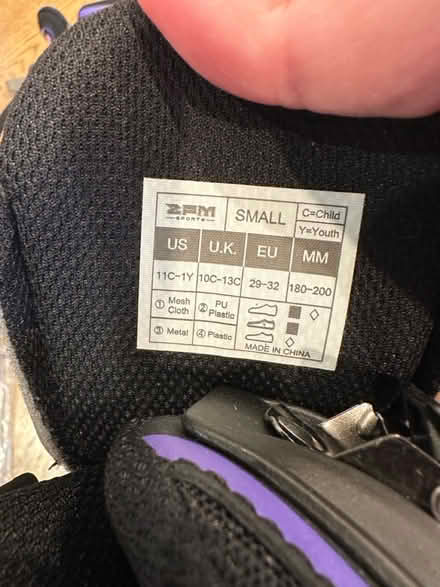 2PM
SPORTS
SMALL
C=Child
Y=Youth
US U.K. EU MM
11C-1Y 10C-13C 29-32 180-200
① Mesh Cloth ② PU Plastic
③ Metal ④ Plastic
MADE IN CHINA